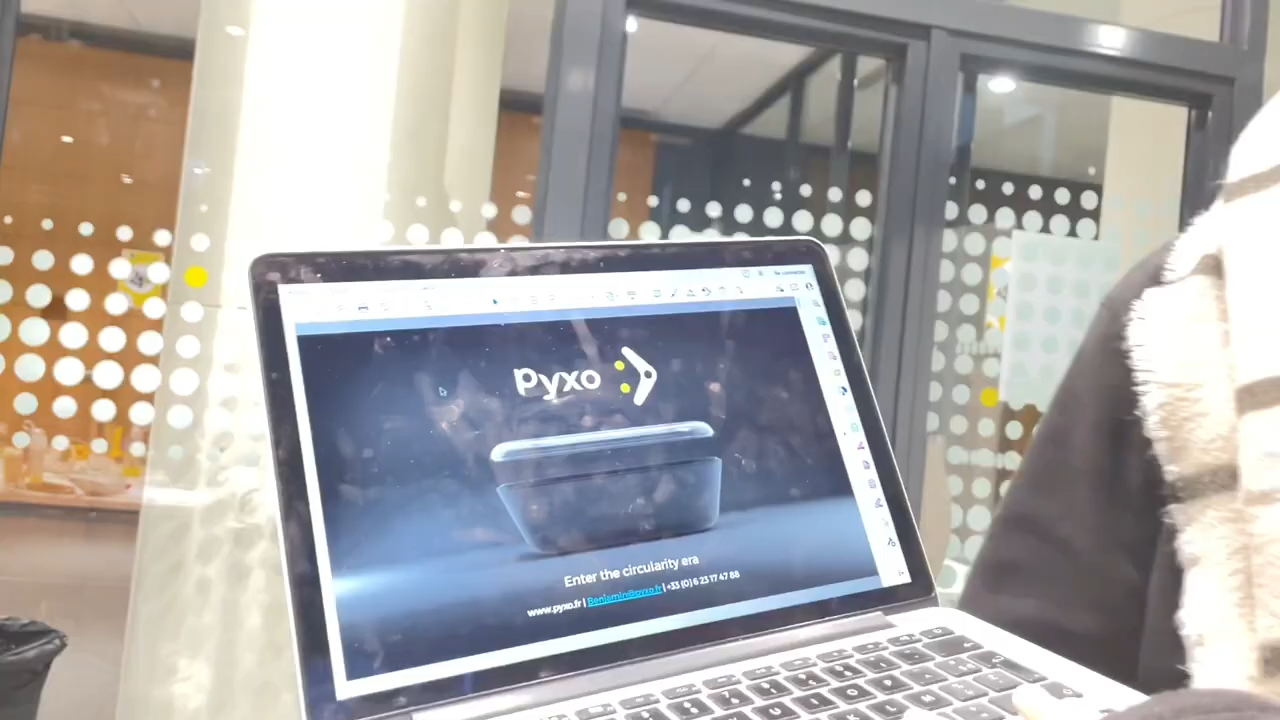 pyxo
Enter the circularity era
www.pyxo.fr | Benjamin@pyxo.fr | +33 (0) 6 23 17 47 88